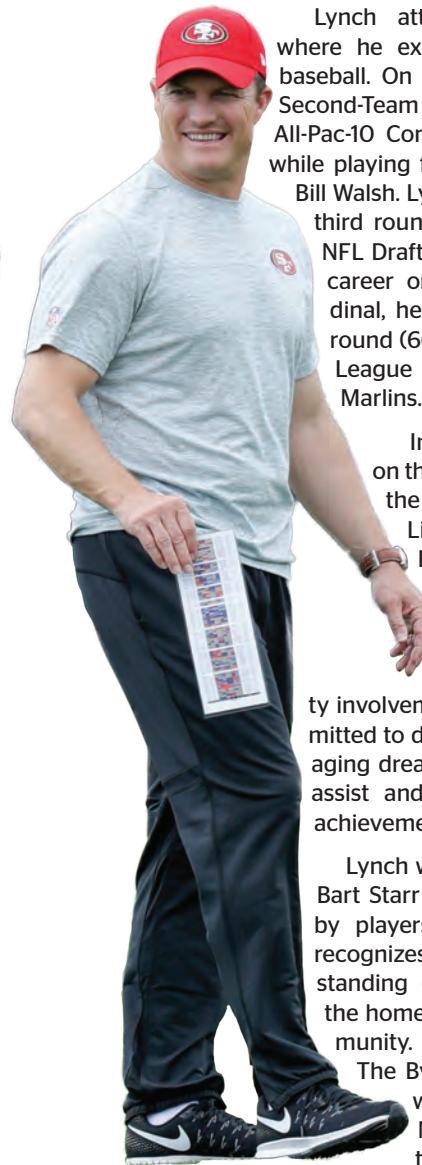 Lynch att
where he ex
baseball. On
Second-Team
All-Pac-10 Con
while playing f
Bill Walsh. Ly
third roun
NFL Draft
career or
dinal, he
round (6
League
Marlins.
In
on th
the
Li
ty involven
mitted to d
aging drea
assist and
achieveme
Lynch w
Bart Starr
by players
recognizes
standing
the home
munity.
The By
w
t